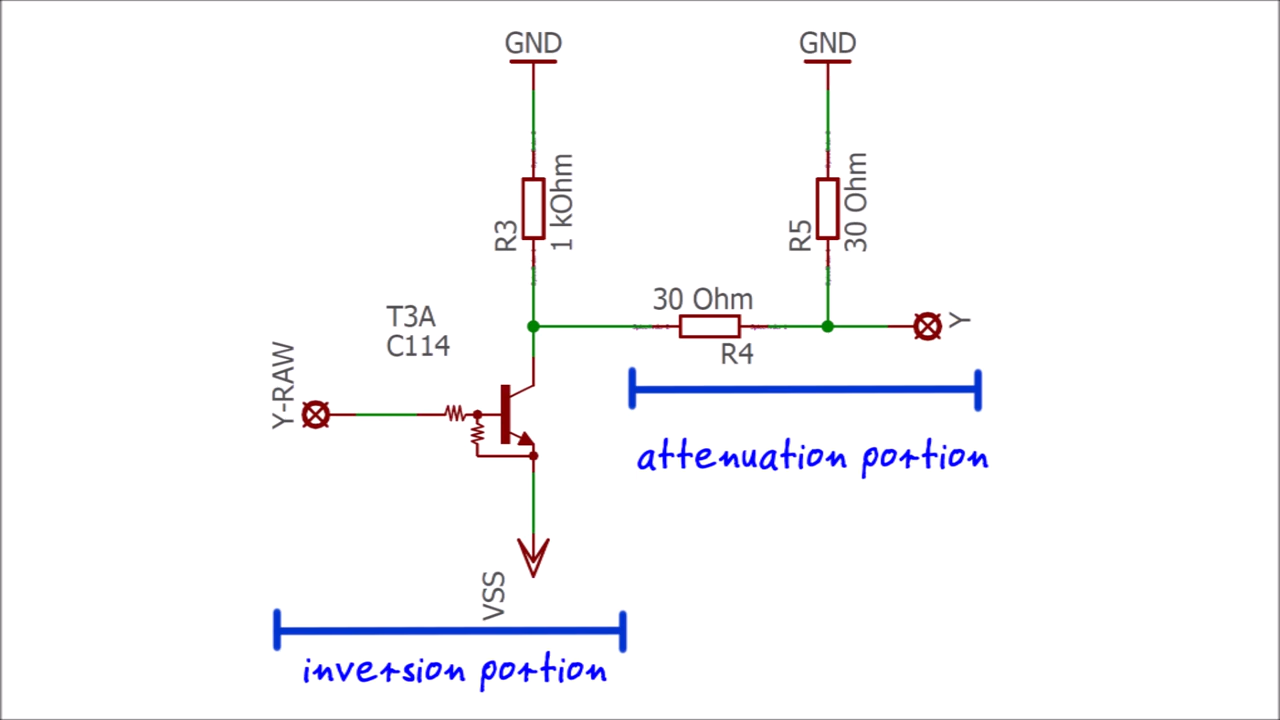 GND
GND
R3
1 kOhm
R5
30 Ohm
30 Ohm
R4
Y
T3A
C114
Y-RAW
attenuation portion
VSS
inversion portion